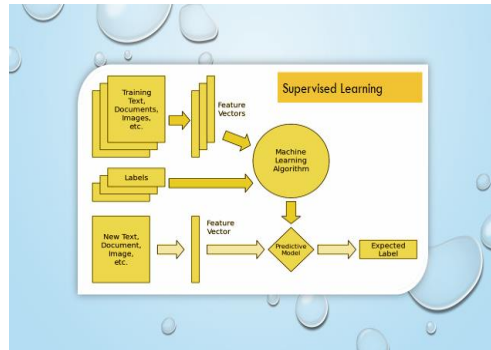 Supervised Learning
Training
Text,
Documents,
Images,
etc.
Feature
Vectors
Machine
Learning
Algorithm
Labels
New Text,
Document,
Image,
etc.
Feature
Vector
Predictive
Model
Expected
Label